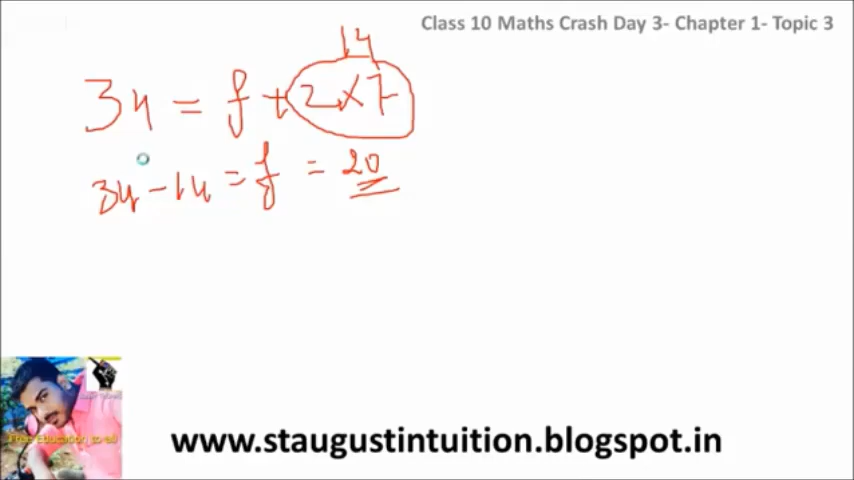 Class 10 Maths Crash Day 3- Chapter 1- Topic 3
14
34 = f + 2×7
34 - 14 = f = 20
free education to all
www.staugustintuition.blogspot.in